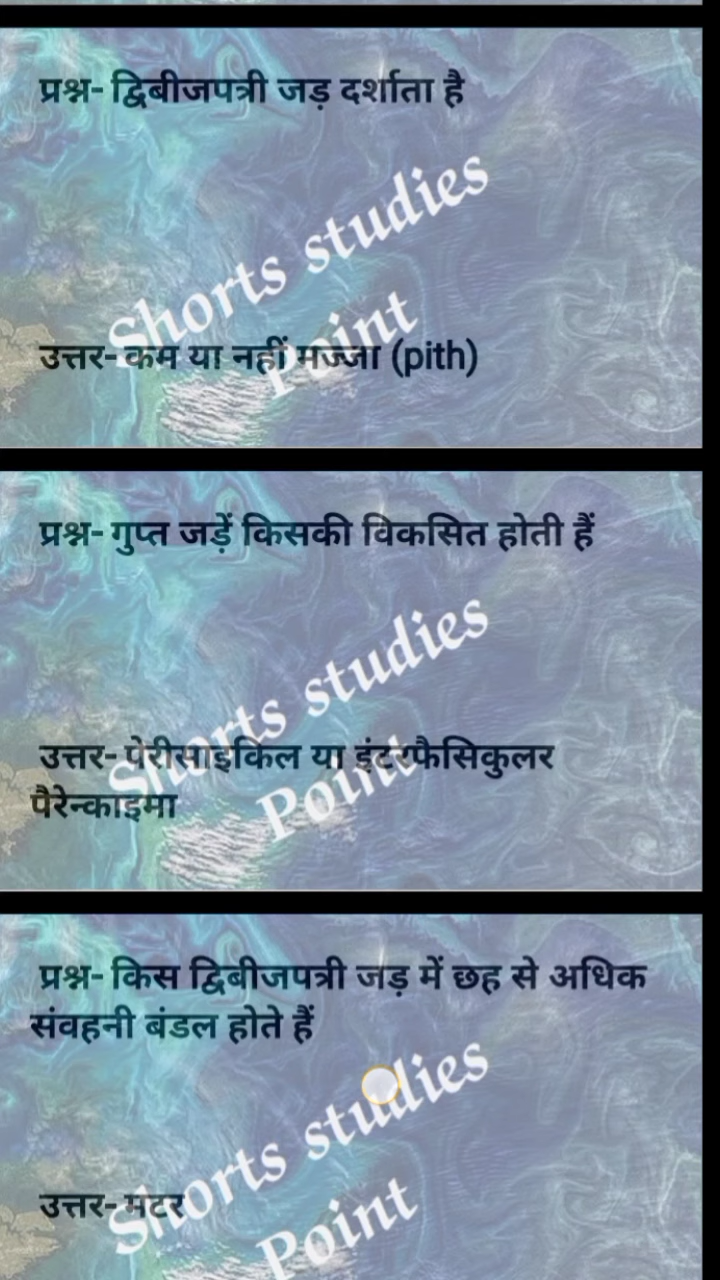 प्रश्न- द्विबीजपत्री जड़ दर्शाता है
Shorts studies
Point
उत्तर- कम या नहीं मज्जा (pith)
प्रश्न- गुप्त जड़ें किसकी विकसित होती हैं
Shorts studies
Point
उत्तर- पेरीसाइकिल या इंटरफैसिकुलर
पैरेन्काइमा
प्रश्न- किस द्विबीजपत्री जड़ में छह से अधिक
संवहनी बंडल होते हैं
Shorts studies
Point
उत्तर- मटर